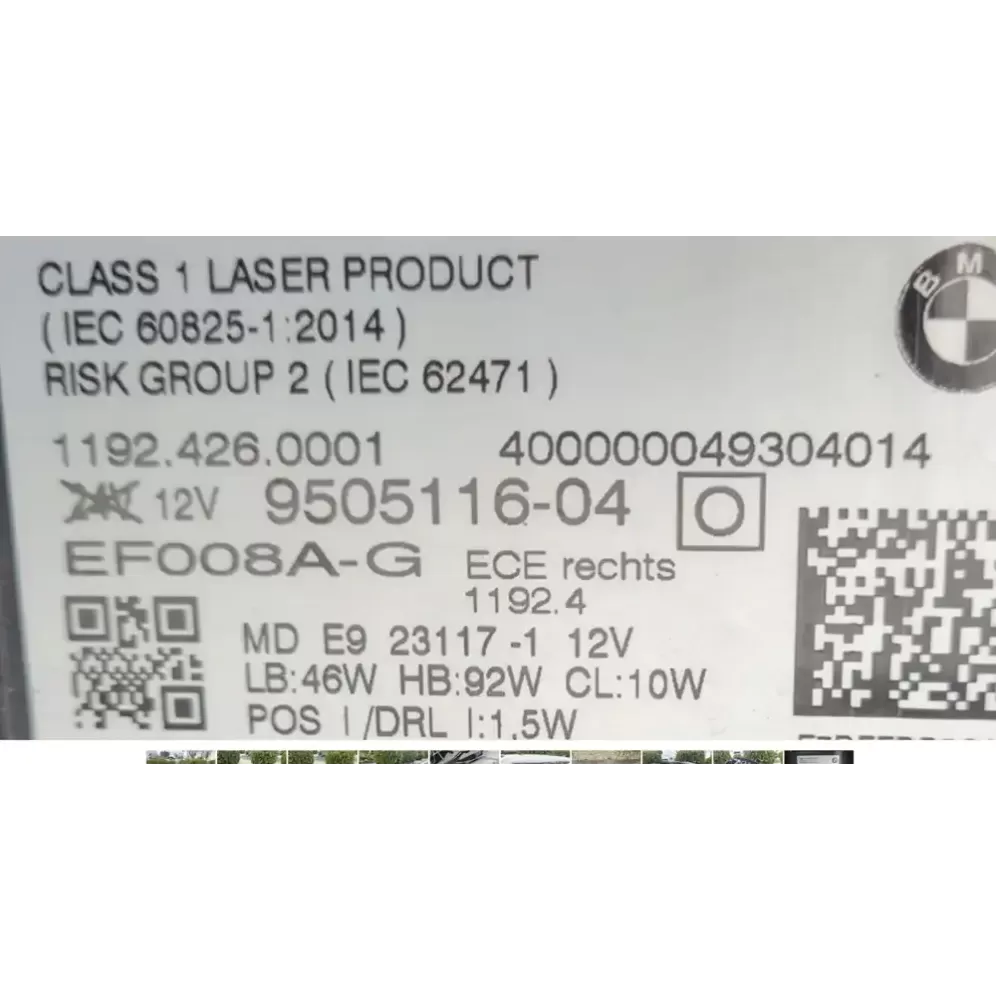 CLASS 1 LASER PRODUCT
( IEC 60825-1:2014 )
RISK GROUP 2 ( IEC 62471 )
BMW
1192.426.0001 400000049304014
24V 12V 9505116-04 O
EF008A-G ECE rechts
1192.4
MD E9 23117-1 12V
LB:46W HB:92W CL:10W
POS I /DRL I:1,5W